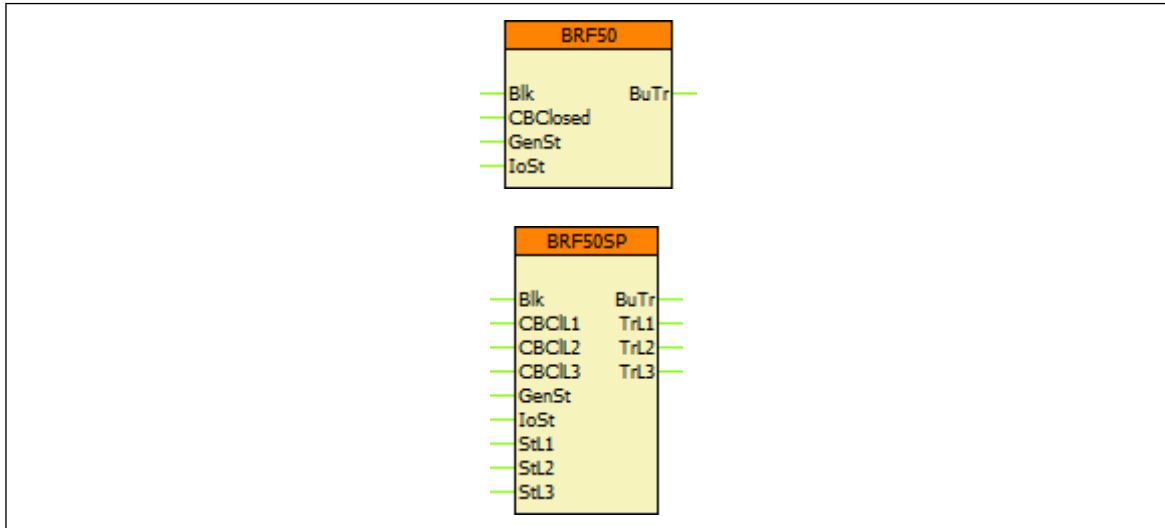 BRF50
Blk BuTr
CBClosed
GenSt
IoSt
BRF50SP
Blk BuTr
CBClL1 TrL1
CBClL2 TrL2
CBClL3 TrL3
GenSt
IoSt
StL1
StL2
StL3